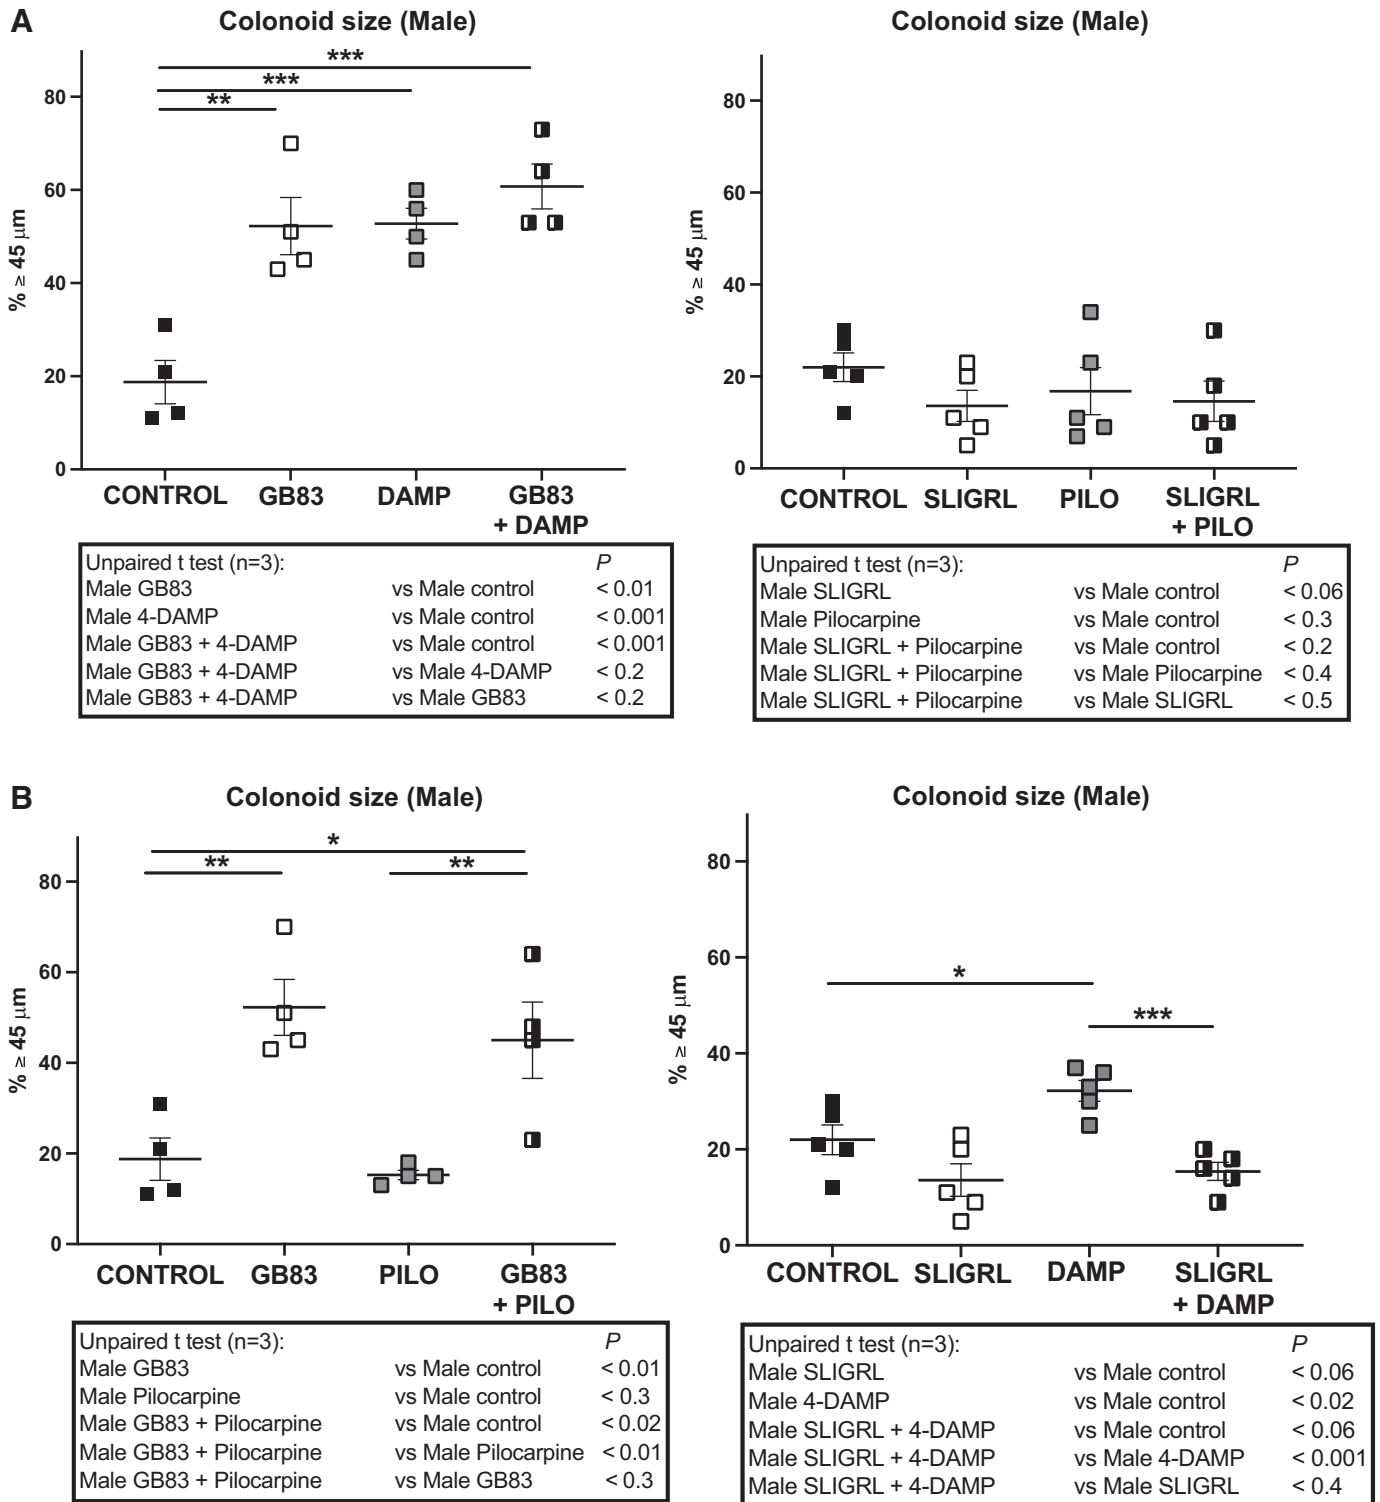 A
Colonoid size (Male)
***
***
**
80
60
40
20
0
% ≥ 45 μm
CONTROL GB83 DAMP GB83
+ DAMP
Unpaired t test (n=3): P
Male GB83 vs Male control < 0.01
Male 4-DAMP vs Male control < 0.001
Male GB83 + 4-DAMP vs Male control < 0.001
Male GB83 + 4-DAMP vs Male 4-DAMP < 0.2
Male GB83 + 4-DAMP vs Male GB83 < 0.2
Colonoid size (Male)
80
60
40
20
0
% ≥ 45 μm
CONTROL SLIGRL PILO SLIGRL
+ PILO
Unpaired t test (n=3): P
Male SLIGRL vs Male control < 0.06
Male Pilocarpine vs Male control < 0.3
Male SLIGRL + Pilocarpine vs Male control < 0.2
Male SLIGRL + Pilocarpine vs Male Pilocarpine < 0.4
Male SLIGRL + Pilocarpine vs Male SLIGRL < 0.5
B
Colonoid size (Male)
*
** **
80
60
40
20
0
% ≥ 45 μm
CONTROL GB83 PILO GB83
+ PILO
Unpaired t test (n=3): P
Male GB83 vs Male control < 0.01
Male Pilocarpine vs Male control < 0.3
Male GB83 + Pilocarpine vs Male control < 0.02
Male GB83 + Pilocarpine vs Male Pilocarpine < 0.01
Male GB83 + Pilocarpine vs Male GB83 < 0.3
Colonoid size (Male)
*
***
80
60
40
20
0
% ≥ 45 μm
CONTROL SLIGRL DAMP SLIGRL
+ DAMP
Unpaired t test (n=3): P
Male SLIGRL vs Male control < 0.06
Male 4-DAMP vs Male control < 0.02
Male SLIGRL + 4-DAMP vs Male control < 0.06
Male SLIGRL + 4-DAMP vs Male 4-DAMP < 0.001
Male SLIGRL + 4-DAMP vs Male SLIGRL < 0.4